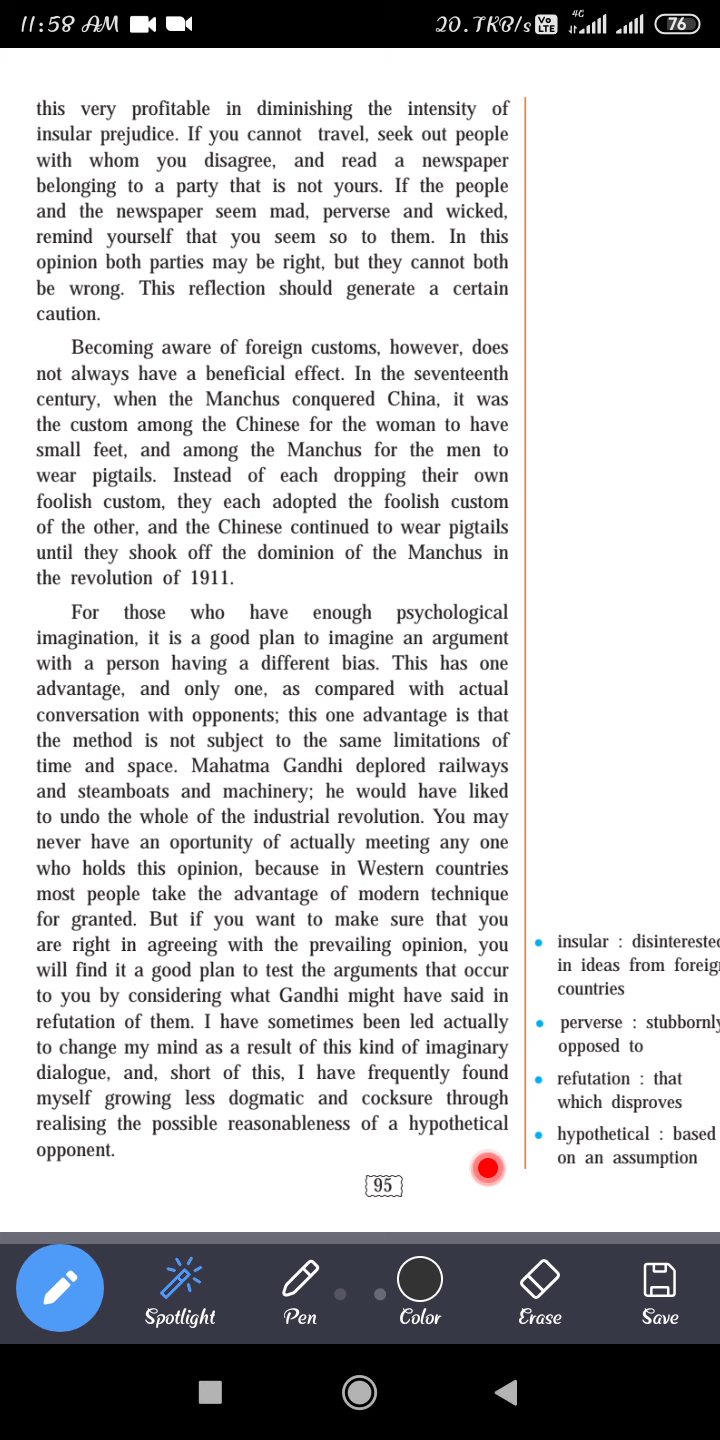 11:58 AM 20.7KB/s Vo LTE 4G 76
this very profitable in diminishing the intensity of
insular prejudice. If you cannot travel, seek out people
with whom you disagree, and read a newspaper
belonging to a party that is not yours. If the people
and the newspaper seem mad, perverse and wicked,
remind yourself that you seem so to them. In this
opinion both parties may be right, but they cannot both
be wrong. This reflection should generate a certain
caution.
Becoming aware of foreign customs, however, does
not always have a beneficial effect. In the seventeenth
century, when the Manchus conquered China, it was
the custom among the Chinese for the woman to have
small feet, and among the Manchus for the men to
wear pigtails. Instead of each dropping their own
foolish custom, they each adopted the foolish custom
of the other, and the Chinese continued to wear pigtails
until they shook off the dominion of the Manchus in
the revolution of 1911.
For those who have enough psychological
imagination, it is a good plan to imagine an argument
with a person having a different bias. This has one
advantage, and only one, as compared with actual
conversation with opponents; this one advantage is that
the method is not subject to the same limitations of
time and space. Mahatma Gandhi deplored railways
and steamboats and machinery; he would have liked
to undo the whole of the industrial revolution. You may
never have an oportunity of actually meeting any one
who holds this opinion, because in Western countries
most people take the advantage of modern technique
for granted. But if you want to make sure that you
are right in agreeing with the prevailing opinion, you
will find it a good plan to test the arguments that occur
to you by considering what Gandhi might have said in
refutation of them. I have sometimes been led actually
to change my mind as a result of this kind of imaginary
dialogue, and, short of this, I have frequently found
myself growing less dogmatic and cocksure through
realising the possible reasonableness of a hypothetical
opponent.
• insular : disinterested
in ideas from foreign
countries
• perverse : stubbornly
opposed to
• refutation : that
which disproves
• hypothetical : based
on an assumption
95
Spotlight Pen Color Erase Save